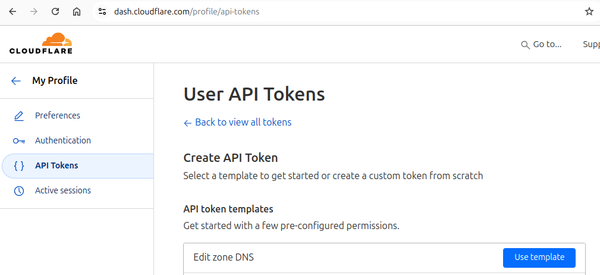 dash.cloudflare.com/profile/api-tokens
CLOUDFLARE
Go to...
Supp
My Profile
Preferences
Authentication
{ } API Tokens
Active sessions
User API Tokens
← Back to view all tokens
Create API Token
Select a template to get started or create a custom token from scratch
API token templates
Get started with a few pre-configured permissions.
Edit zone DNS
Use template